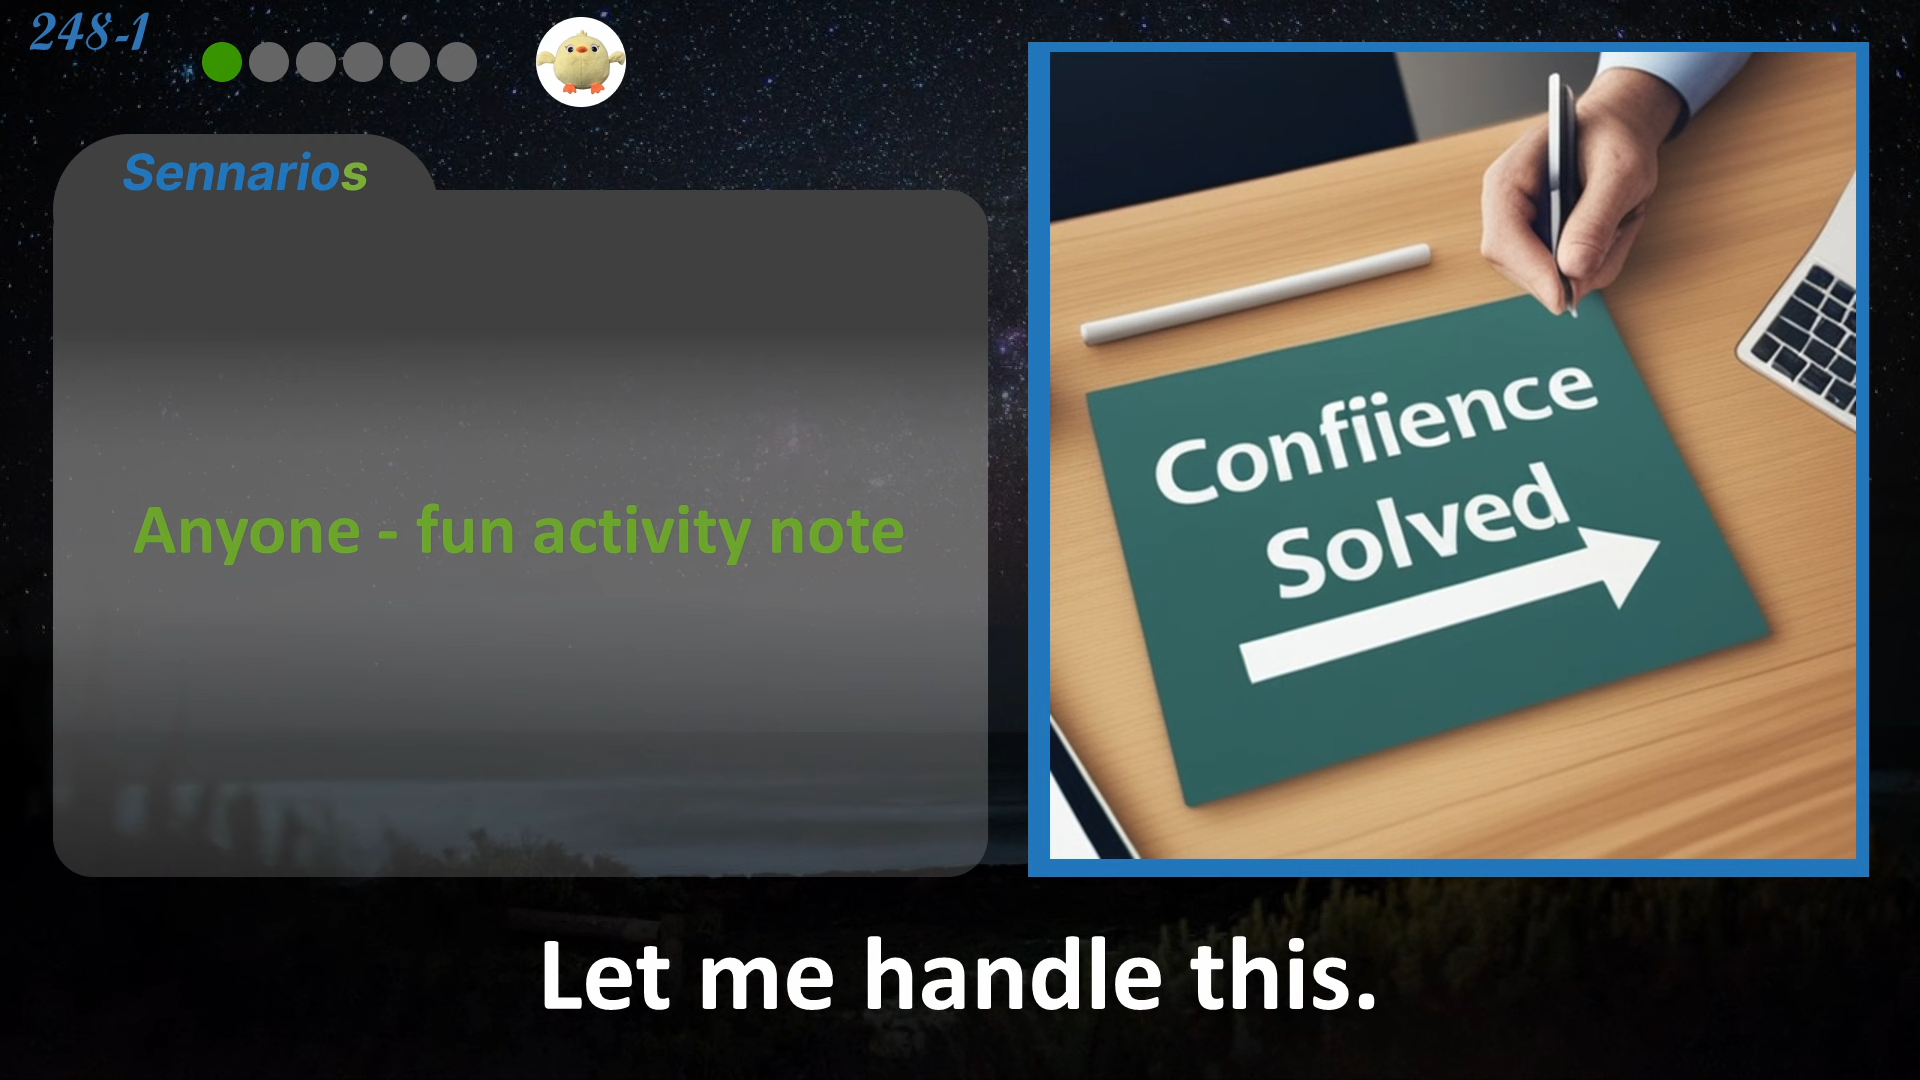 248-1
Sennarios
Anyone - fun activity note
Confiience
Solved
Let me handle this.